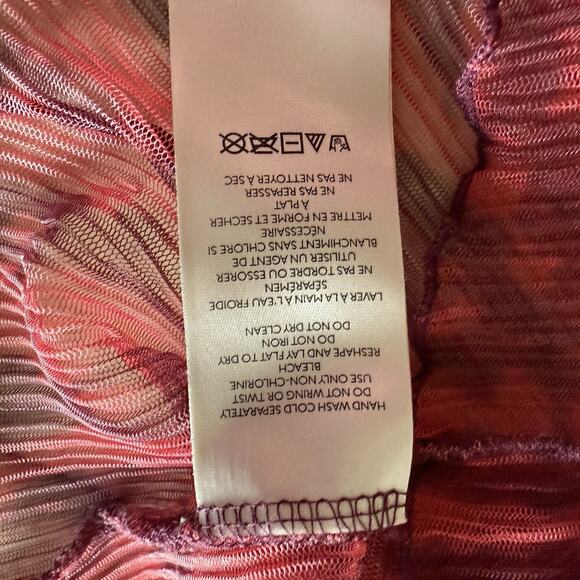 HAND WASH COLD SEPARATELY
DO NOT WRING OR TWIST
USE ONLY NON-CHLORINE
BLEACH
RESHAPE AND LAY FLAT TO DRY
DO NOT IRON
DO NOT DRY CLEAN
LAVER À LA MAIN À L'EAU FROIDE
SÉPARÉMEN
NE PAS TORDRE OU ESSORER
UTILISER UN AGENT DE
BLANCHIMENT SANS CHLORE SI
NÉCESSAIRE
METTRE EN FORME ET SECHER
À PLAT
NE PAS REPASSER
NE PAS NETTOYER À SEC